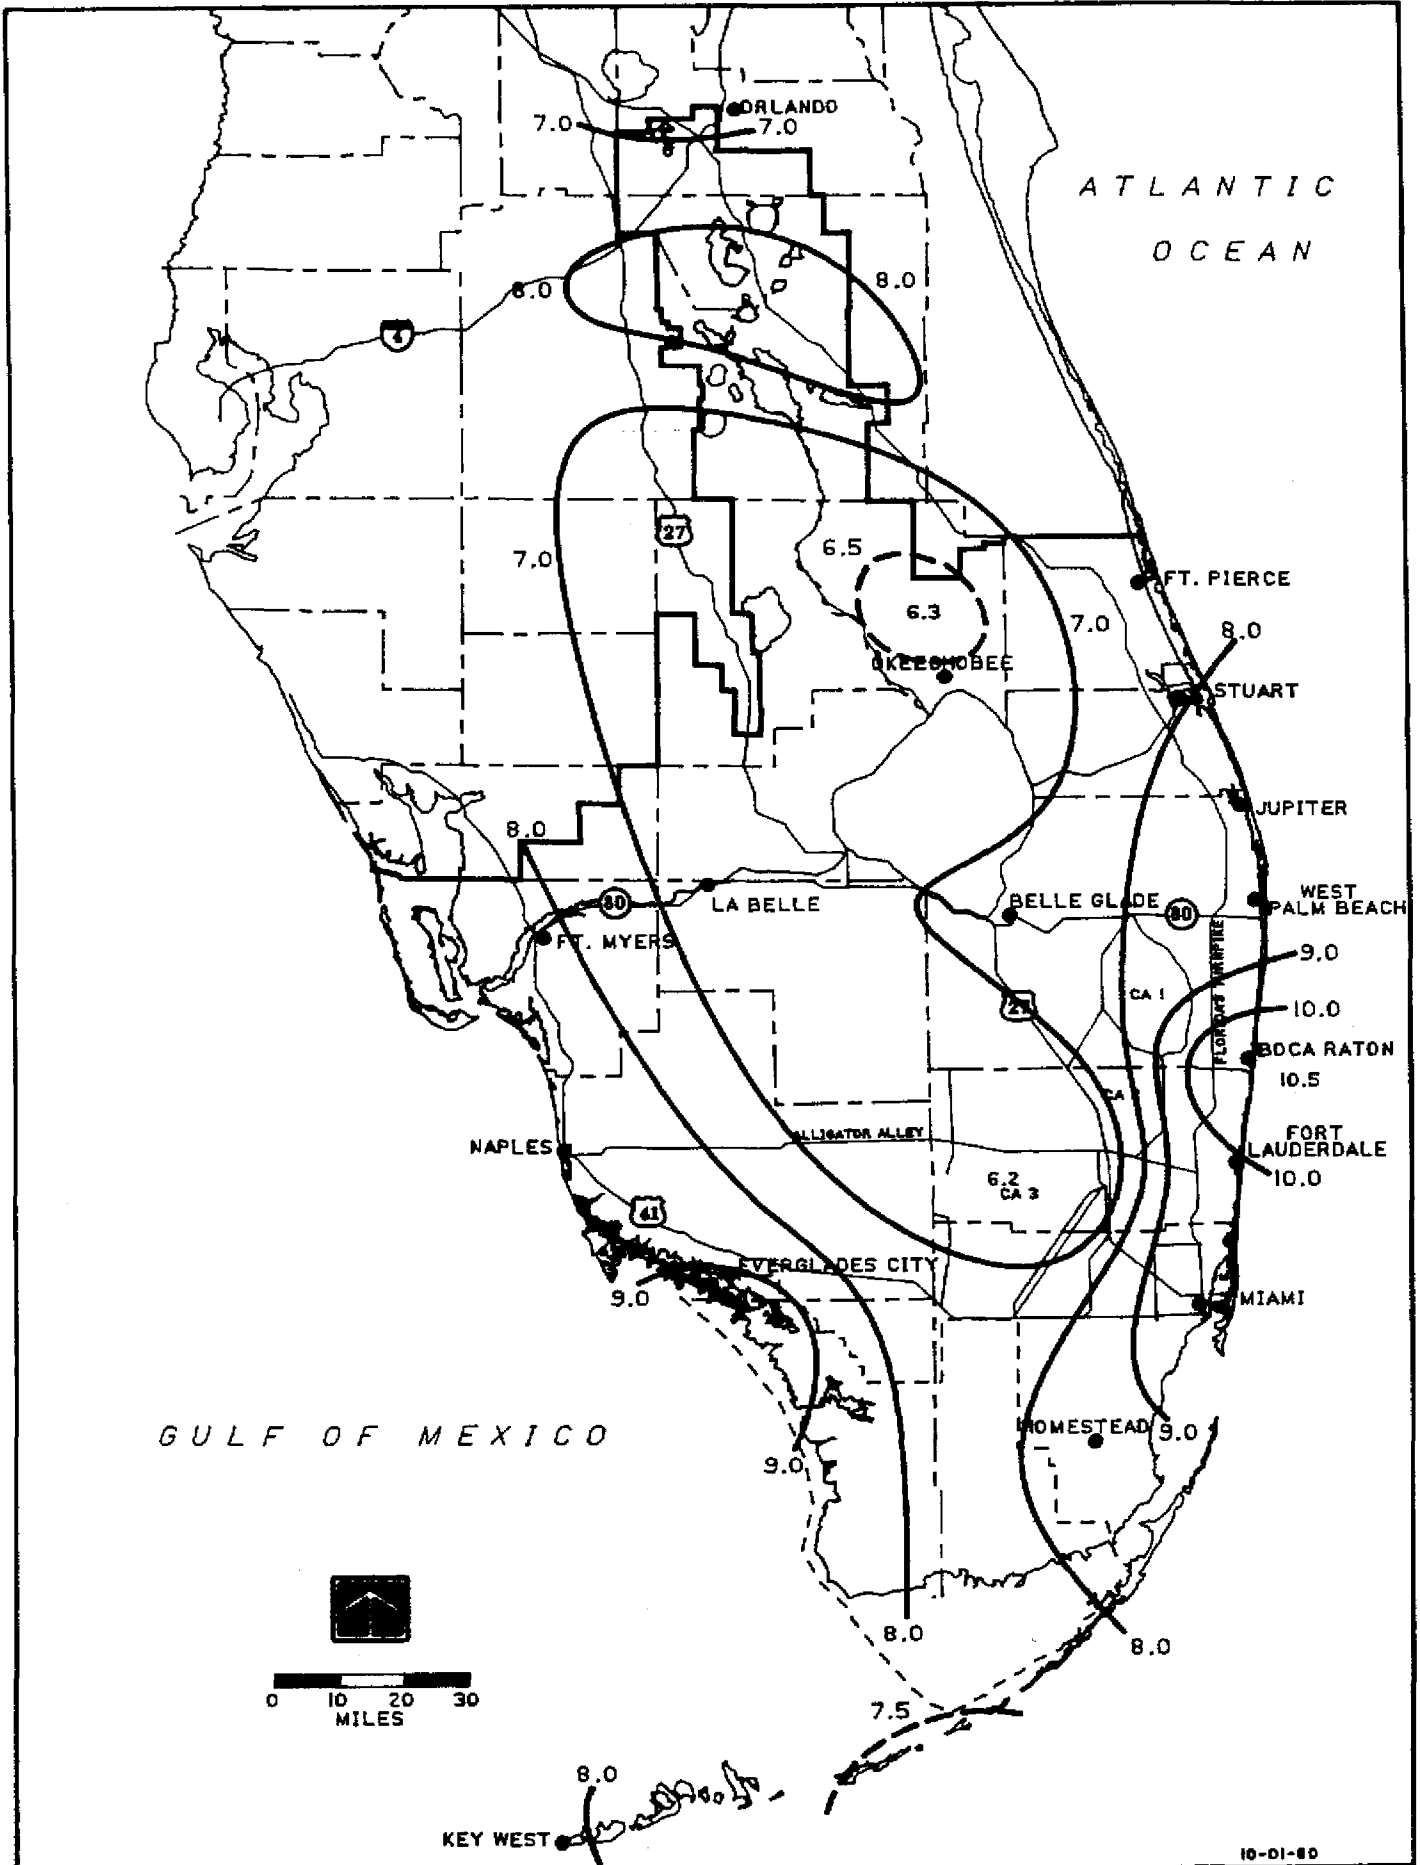 ORLANDO
7.0
7.0
ATLANTIC
OCEAN
8.0
8.0
4
27
7.0
6.5
6.3
FT. PIERCE
7.0
8.0
OKEECHOBEE
STUART
JUPITER
8.0
80
LA BELLE
BELLE GLADE
80
WEST
PALM BEACH
FT. MYERS
FLORIDA'S TURNPIKE
9.0
CA 1
27
10.0
BOCA RATON
10.5
CA
ALLIGATOR ALLEY
NAPLES
FORT
LAUDERDALE
6.2
CA 3
10.0
41
EVERGLADES CITY
9.0
MIAMI
GULF OF MEXICO
HOMESTEAD
9.0
9.0
8.0
8.0
0 10 20 30
MILES
7.5
8.0
KEY WEST